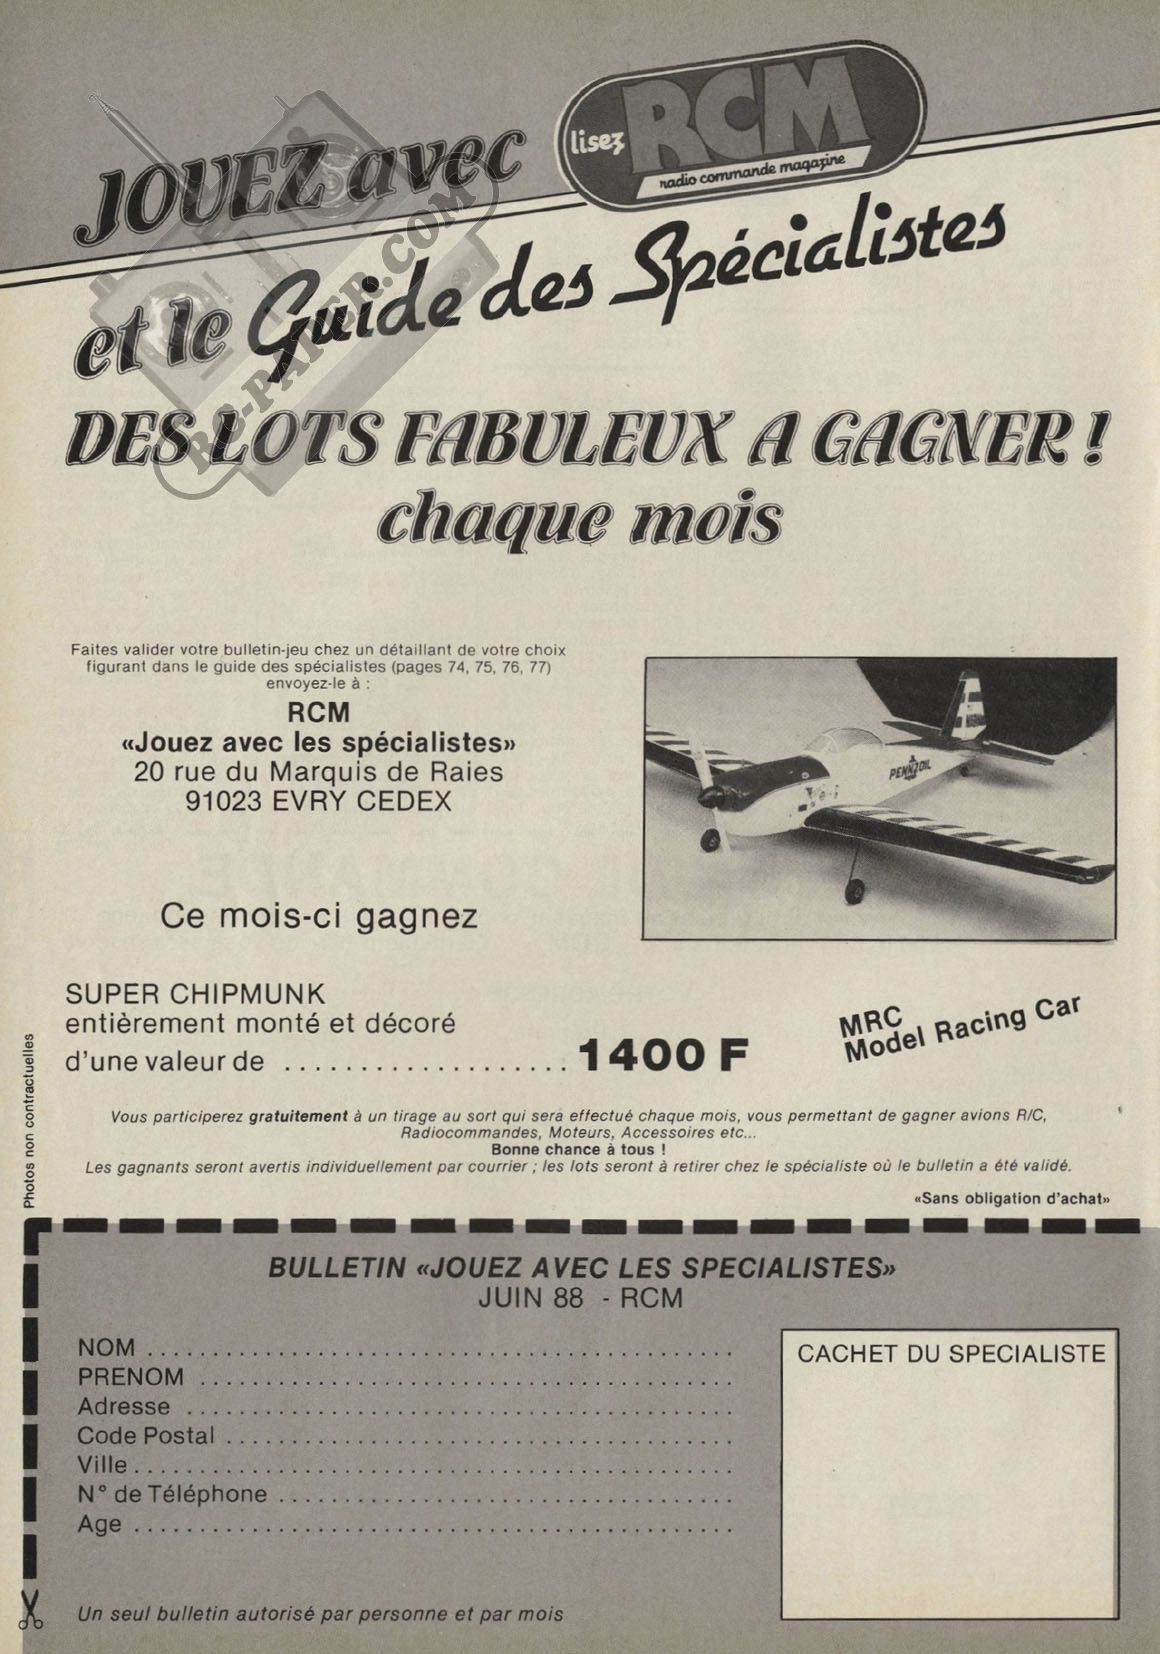 JOUEZ avec
lisez RCM
radio commande magazine
et le Guide des Spécialistes
RC-PAPIER.COM
DES LOTS FABULEUX A GAGNER !
chaque mois
Faites valider votre bulletin-jeu chez un détaillant de votre choix
figurant dans le guide des spécialistes (pages 74, 75, 76, 77)
envoyez-le à :
RCM
«Jouez avec les spécialistes»
20 rue du Marquis de Raies
91023 EVRY CEDEX
PENNZOIL
Ce mois-ci gagnez
SUPER CHIPMUNK
entièrement monté et décoré
d'une valeur de ................... 1400 F
MRC
Model Racing Car
Photos non contractuelles
Vous participerez gratuitement à un tirage au sort qui sera effectué chaque mois, vous permettant de gagner avions R/C,
Radiocommandes, Moteurs, Accessoires etc...
Bonne chance à tous !
Les gagnants seront avertis individuellement par courrier ; les lots seront à retirer chez le spécialiste où le bulletin a été validé.
«Sans obligation d'achat»
BULLETIN «JOUEZ AVEC LES SPECIALISTES»
JUIN 88 - RCM
NOM ........................................
PRENOM ....................................
Adresse .....................................
Code Postal ..................................
Ville ........................................
N° de Téléphone ..............................
Age ........................................
CACHET DU SPECIALISTE
Un seul bulletin autorisé par personne et par mois